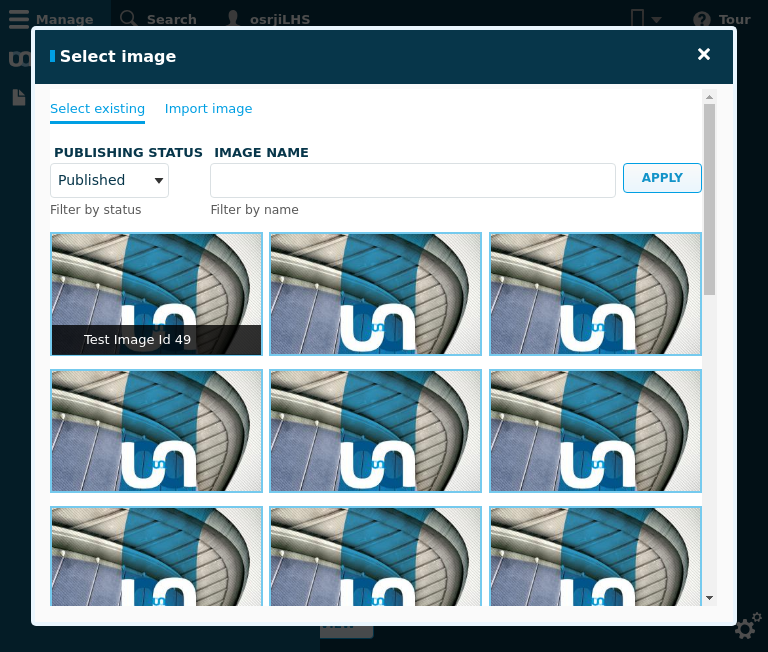 Manage
Search
osrjiLHS
Tour
Select image
Select existing
Import image
PUBLISHING STATUS
IMAGE NAME
Published
APPLY
Filter by status
Filter by name
Test Image Id 49